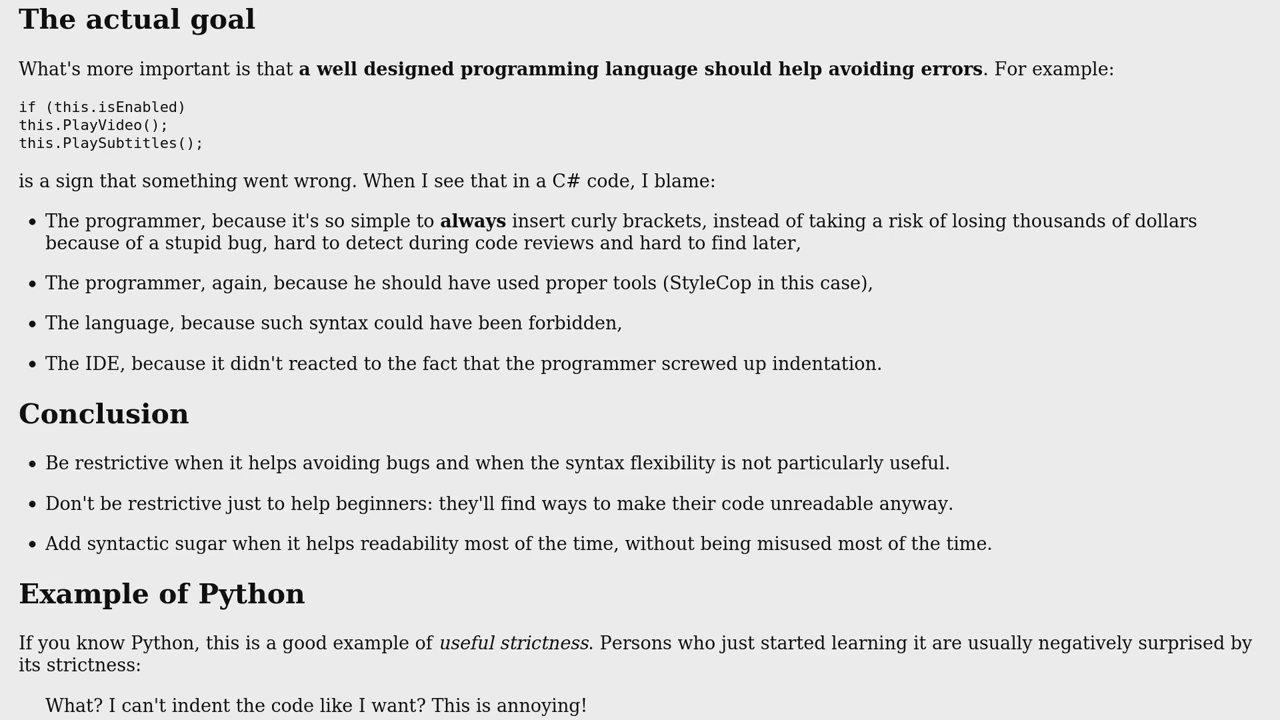 The actual goal
What's more important is that a well designed programming language should help avoiding errors. For example:
if (this.isEnabled)
this.PlayVideo();
this.PlaySubtitles();
is a sign that something went wrong. When I see that in a C# code, I blame:
• The programmer, because it's so simple to always insert curly brackets, instead of taking a risk of losing thousands of dollars
because of a stupid bug, hard to detect during code reviews and hard to find later,
• The programmer, again, because he should have used proper tools (StyleCop in this case),
• The language, because such syntax could have been forbidden,
• The IDE, because it didn't reacted to the fact that the programmer screwed up indentation.
Conclusion
• Be restrictive when it helps avoiding bugs and when the syntax flexibility is not particularly useful.
• Don't be restrictive just to help beginners: they'll find ways to make their code unreadable anyway.
• Add syntactic sugar when it helps readability most of the time, without being misused most of the time.
Example of Python
If you know Python, this is a good example of useful strictness. Persons who just started learning it are usually negatively surprised by
its strictness:
What? I can't indent the code like I want? This is annoying!